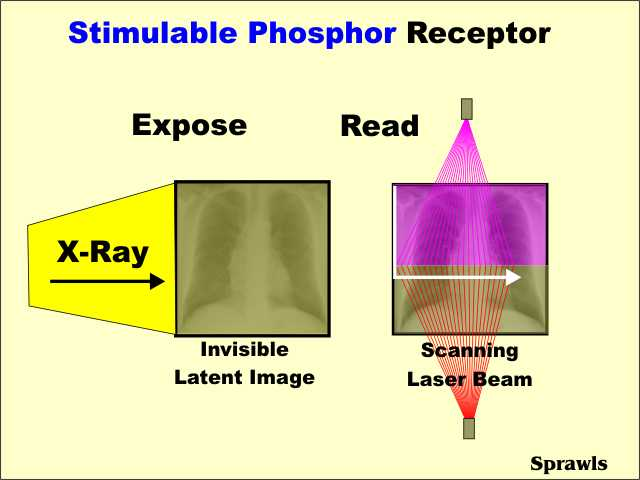 Stimulable Phosphor Receptor
Expose
Read
X-Ray
Invisible
Latent Image
Scanning
Laser Beam
Sprawls